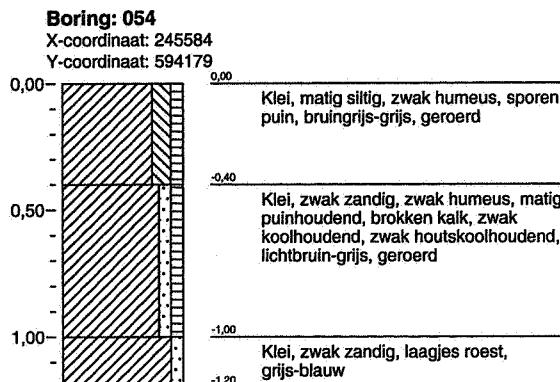 Boring: 054
X-coordinaat: 245584
Y-coordinaat: 594179
0,00
0,00
Klei, matig siltig, zwak humeus, sporen
puin, bruingrijs-grijs, geroerd
-0,40
Klei, zwak zandig, zwak humeus, matig
puinhoudend, brokken kalk, zwak
koolhoudend, zwak houtskoolhoudend,
lichtbruin-grijs, geroerd
0,50
1,00
-1,00
Klei, zwak zandig, laagjes roest,
grijs-blauw
-1,20